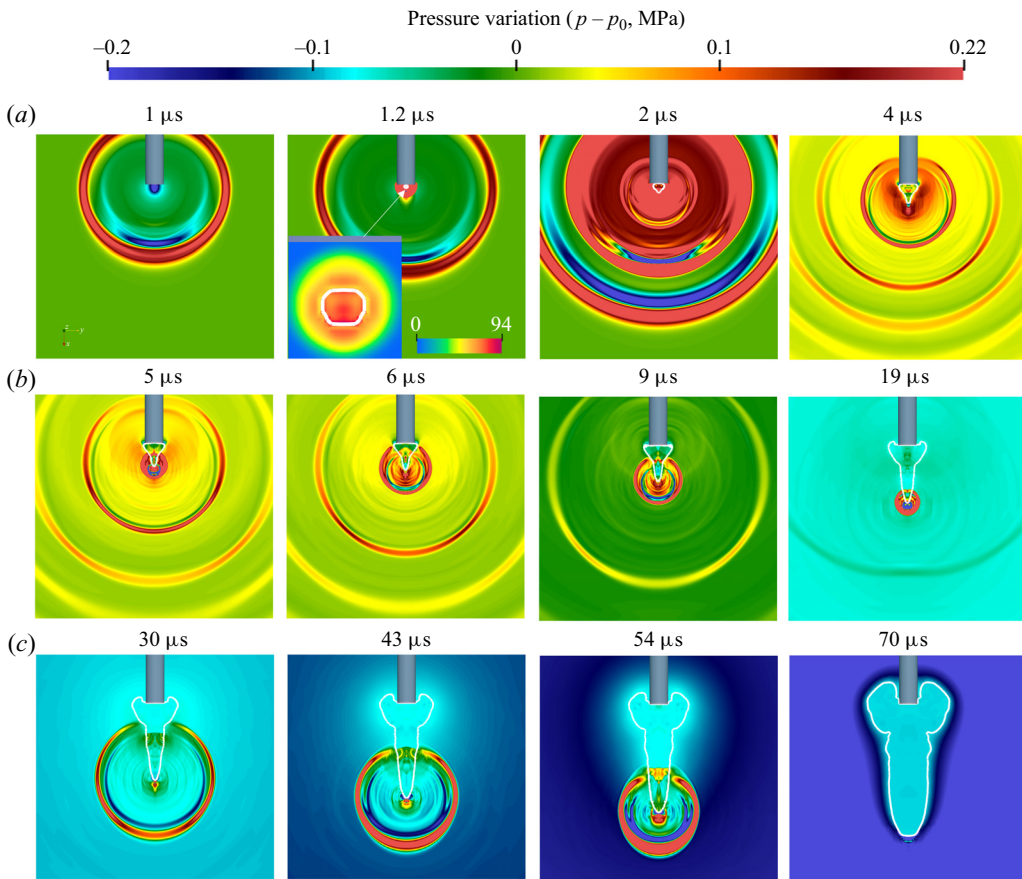 Pressure variation (p – p0, MPa)
–0.2 –0.1 0 0.1 0.22
(a) 1 μs 1.2 μs 2 μs 4 μs
0 94
z y
x
(b) 5 μs 6 μs 9 μs 19 μs
(c) 30 μs 43 μs 54 μs 70 μs